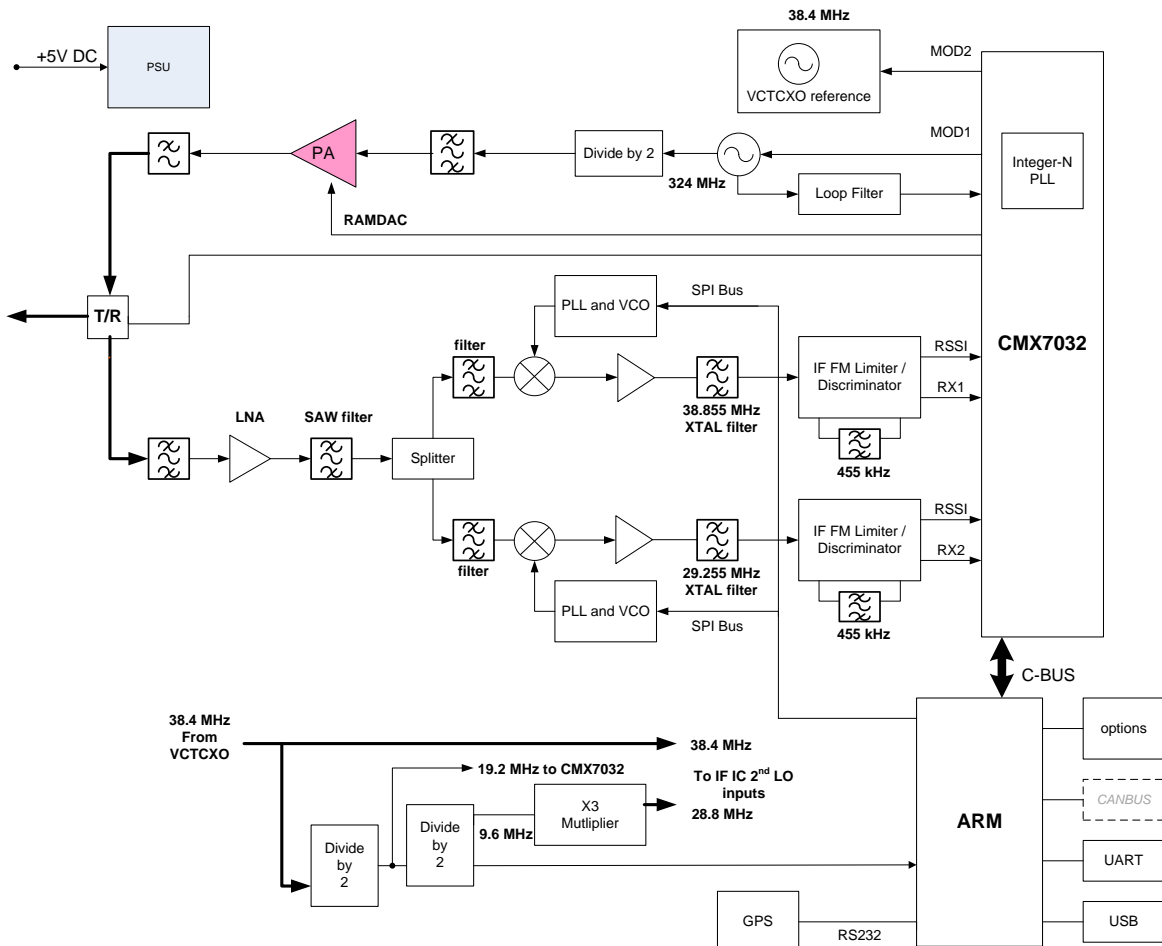 38.4 MHz
+5V DC
PSU
VCTCXO reference
MOD2
MOD1
PA
Divide by 2
324 MHz
Loop Filter
Integer-N
PLL
RAMDAC
T/R
PLL and VCO
SPI Bus
CMX7032
filter
IF FM Limiter /
Discriminator
RSSI
RX1
38.855 MHz
XTAL filter
455 kHz
LNA
SAW filter
Splitter
filter
29.255 MHz
XTAL filter
IF FM Limiter /
Discriminator
RSSI
RX2
455 kHz
PLL and VCO
SPI Bus
C-BUS
38.4 MHz
From
VCTCXO
38.4 MHz
19.2 MHz to CMX7032
To IF IC 2nd LO
inputs
28.8 MHz
X3
Mutliplier
9.6 MHz
Divide
by
2
Divide
by
2
ARM
options
CANBUS
UART
USB
GPS
RS232